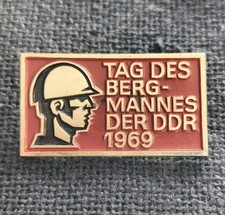 TAG DES
BERG-
MANNES
DER DDR
1969